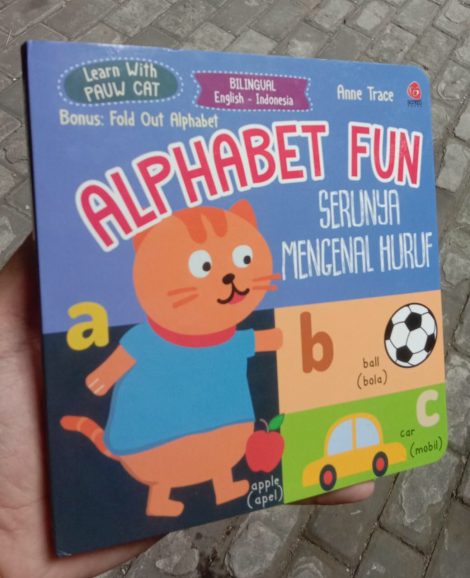 Learn With
PAUW CAT
BILINGUAL
English - Indonesia
Anne Trace
Bonus: Fold Out Alphabet
ALPHABET FUN
SERUNYA
MENGENAL HURUF
a
b
ball
(bola)
c
car
(mobil)
apple
(apel)